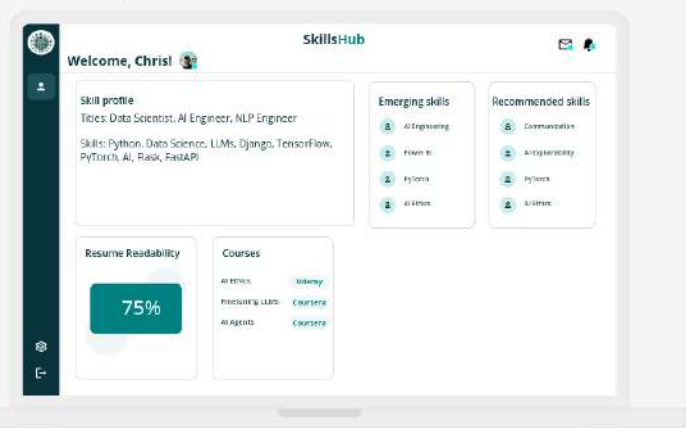 SkillsHub
Welcome, Chris!
Skill profile
Titles: Data Scientist, AI Engineer, NLP Engineer
Skills: Python, Data Science, LLMs, Django, TensorFlow,
PyTorch, AI, Flask, FastAPI
Emerging skills
AI Engineering
Power BI
PyTorch
AI Ethics
Recommended skills
Communication
AI Explainability
PyTorch
AI Ethics
Resume Readability
75%
Courses
AI Ethics Udemy
Finetuning LLMs Coursera
AI Agents Coursera